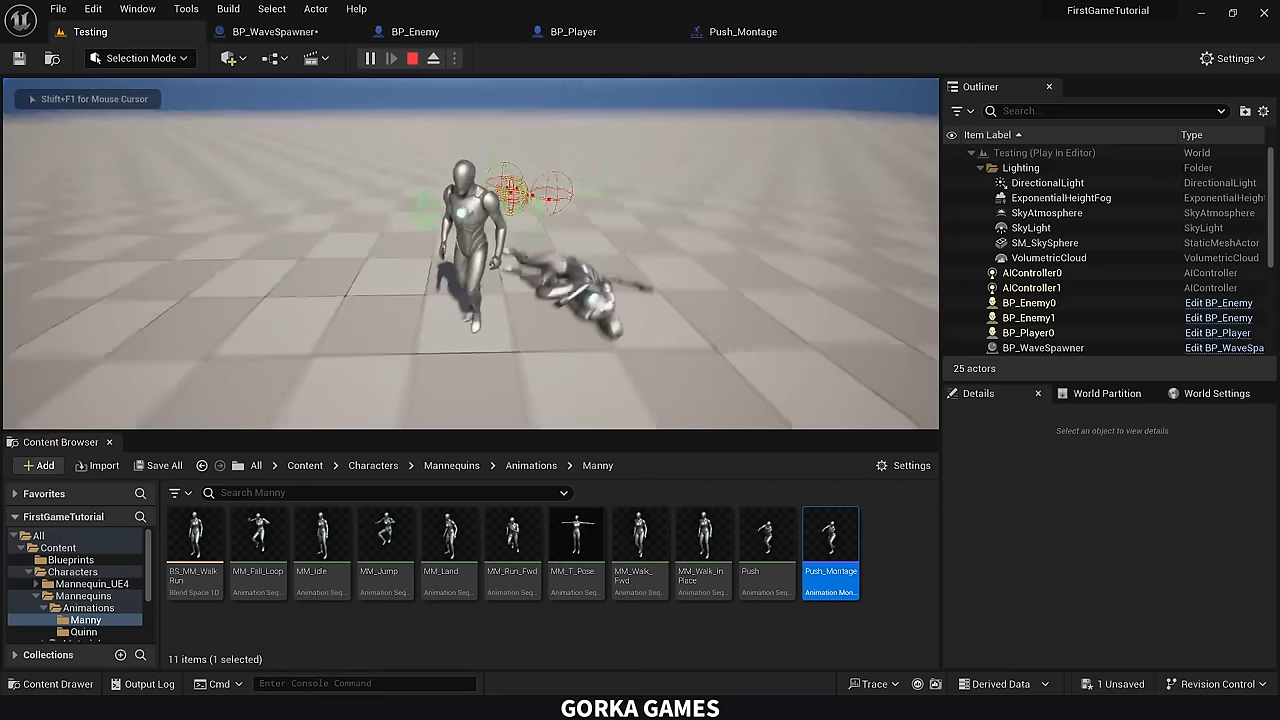 File Edit Window Tools Build Select Actor Help
FirstGameTutorial
Testing BP_WaveSpawner• BP_Enemy BP_Player Push_Montage
Selection Mode
Settings
Shift+F1 for Mouse Cursor
Outliner
Search...
Item Label Type
Testing (Play In Editor) World
Lighting Folder
DirectionalLight DirectionalLight
ExponentialHeightFog ExponentialHeight
SkyAtmosphere SkyAtmosphere
SkyLight SkyLight
SM_SkySphere StaticMeshActor
VolumetricCloud VolumetricCloud
AIController0 AIController
AIController1 AIController
BP_Enemy0 Edit BP_Enemy
BP_Enemy1 Edit BP_Enemy
BP_Player0 Edit BP_Player
BP_WaveSpawner Edit BP_WaveSpa
25 actors
Details World Partition World Settings
Select an object to view details.
Content Browser
Add Import Save All All Content Characters Mannequins Animations Manny Settings
Favorites
Search Manny
FirstGameTutorial
All
Content
Blueprints
Characters
Mannequin_UE4
Mannequins
Animations
Manny
Quinn
BS_MM_Walk MM_Fall_Loop MM_Idle MM_Jump MM_Land MM_Run_Fwd MM_T_Pose MM_Walk_ MM_Walk_in Push Push_Montage
Run Fwd Place
Blend Space 1D Animation Seq... Animation Seq... Animation Seq... Animation Seq... Animation Seq... Animation Seq... Animation Seq... Animation Seq... Animation Seq... Animation Mon...
Collections
11 items (1 selected)
Content Drawer Output Log Cmd Enter Console Command Trace Derived Data 1 Unsaved Revision Control
GORKA GAMES